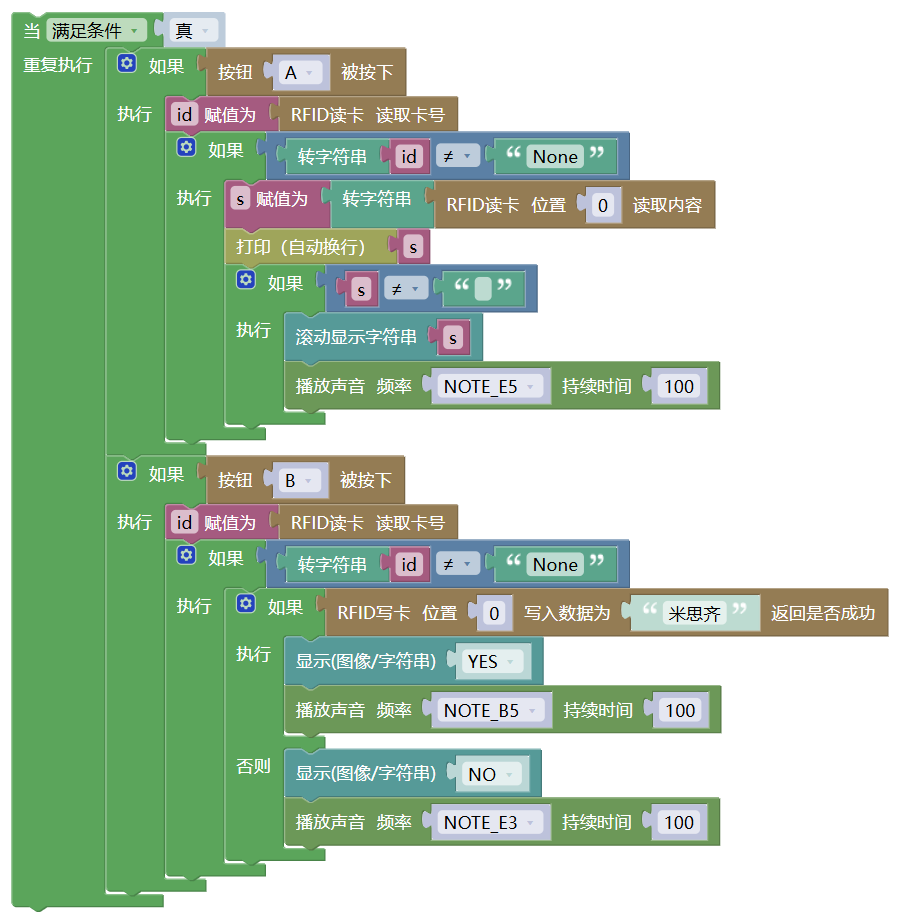 当 满足条件 真
重复执行 如果 按钮 A 被按下
执行 id 赋值为 RFID读卡 读取卡号
如果 转字符串 id ≠ “ None ”
执行 s 赋值为 转字符串 RFID读卡 位置 0 读取内容
打印（自动换行） s
如果 s ≠ “ ”
执行 滚动显示字符串 s
播放声音 频率 NOTE_E5 持续时间 100
如果 按钮 B 被按下
执行 id 赋值为 RFID读卡 读取卡号
如果 转字符串 id ≠ “ None ”
执行 如果 RFID写卡 位置 0 写入数据为 “ 米思齐 ” 返回是否成功
执行 显示(图像/字符串) YES
播放声音 频率 NOTE_B5 持续时间 100
否则 显示(图像/字符串) NO
播放声音 频率 NOTE_E3 持续时间 100